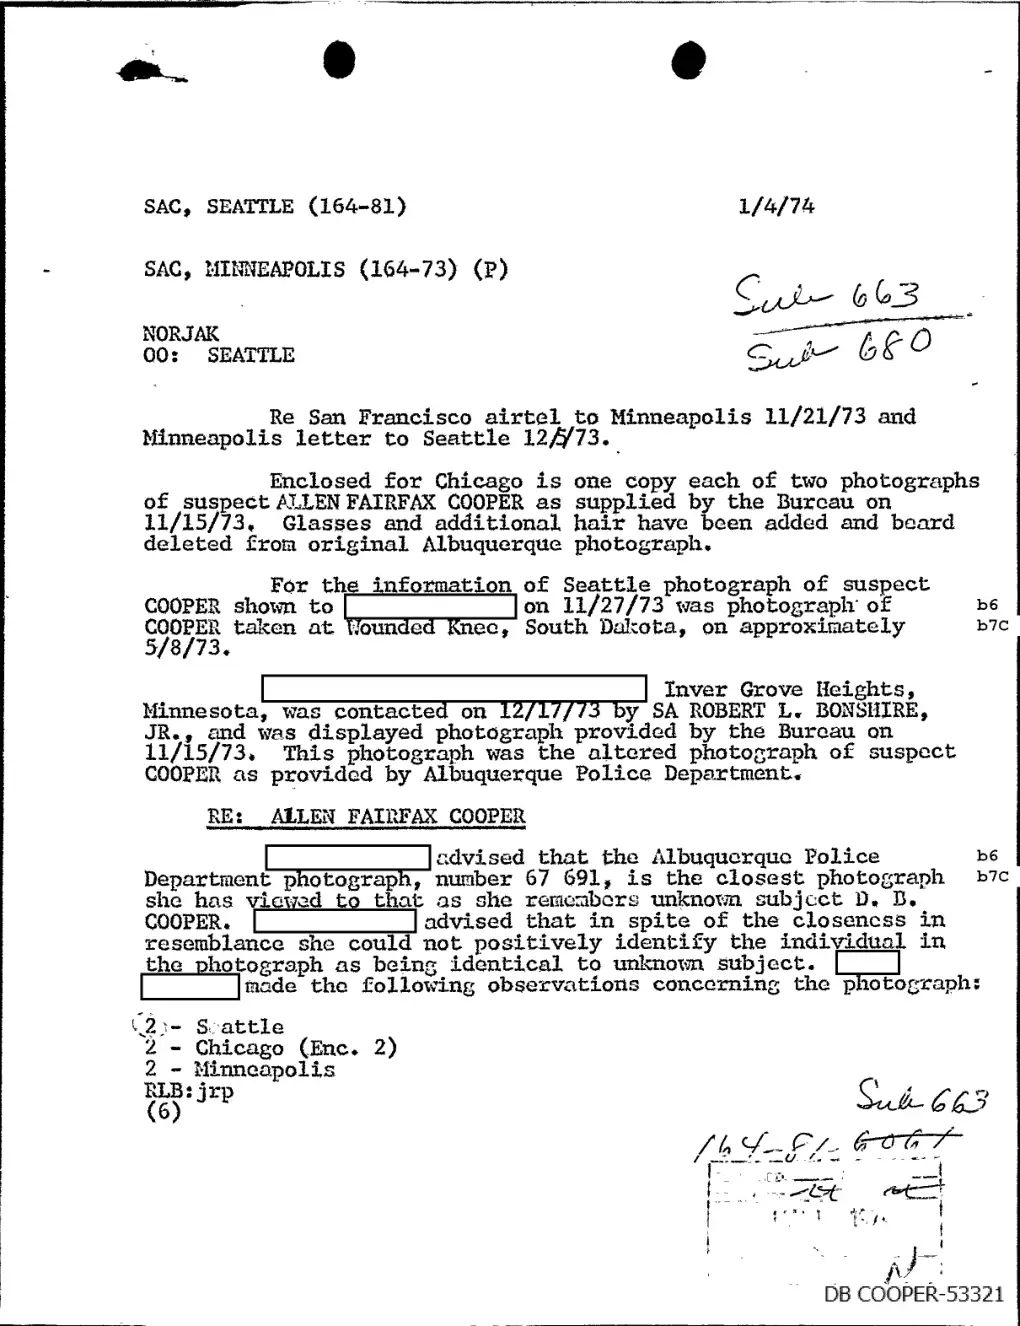 SAC, SEATTLE (164-81) 1/4/74
SAC, MINNEAPOLIS (164-73) (P)
Sub 663
NORJAK
OO: SEATTLE
Sub 680
Re San Francisco airtel to Minneapolis 11/21/73 and
Minneapolis letter to Seattle 12/5/73.
Enclosed for Chicago is one copy each of two photographs
of suspect ALLEN FAIRFAX COOPER as supplied by the Bureau on
11/15/73. Glasses and additional hair have been added and beard
deleted from original Albuquerque photograph.
For the information of Seattle photograph of suspect
COOPER shown to on 11/27/73 was photograph of b6
COOPER taken at Wounded Knee, South Dakota, on approximately b7C
5/8/73.
Inver Grove Heights,
Minnesota, was contacted on 12/17/73 by SA ROBERT L. BONSHIRE,
JR., and was displayed photograph provided by the Bureau on
11/15/73. This photograph was the altered photograph of suspect
COOPER as provided by Albuquerque Police Department.
RE: ALLEN FAIRFAX COOPER
advised that the Albuquerque Police b6
Department photograph, number 67 691, is the closest photograph b7C
she has viewed to that as she remembers unknown subject D. B.
COOPER. advised that in spite of the closeness in
resemblance she could not positively identify the individual in
the photograph as being identical to unknown subject.
made the following observations concerning the photograph:
2 - Seattle
2 - Chicago (Enc. 2)
2 - Minneapolis
RLB:jrp
(6)
Sub 663
164-81-6061
DB COOPER-53321